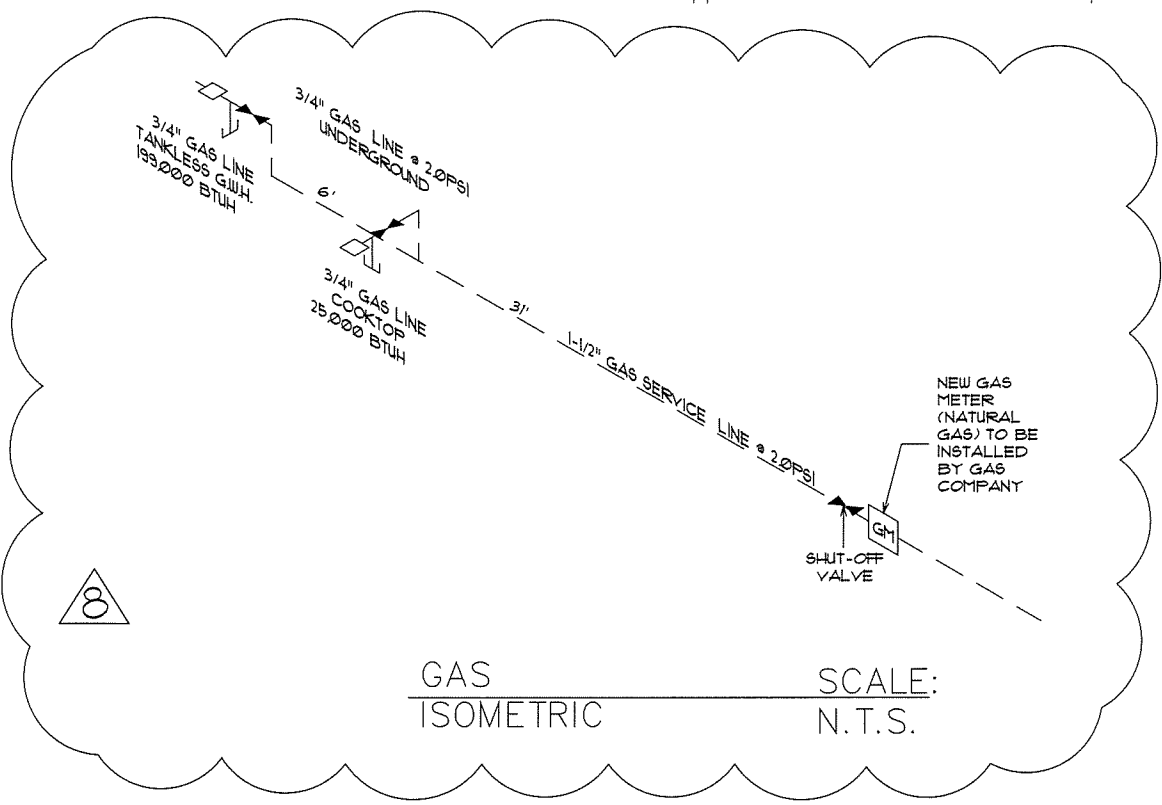 3/4" GAS LINE @ 2.0PSI
UNDERGROUND
3/4" GAS LINE
TANKLESS G.W.H.
199,000 BTUH
6'
3/4" GAS LINE
COOKTOP
25,000 BTUH
31'
1-1/2" GAS SERVICE LINE @ 2.0PSI
NEW GAS
METER
(NATURAL
GAS) TO BE
INSTALLED
BY GAS
COMPANY
GM
SHUT-OFF
VALVE
8
GAS
ISOMETRIC
SCALE:
N.T.S.